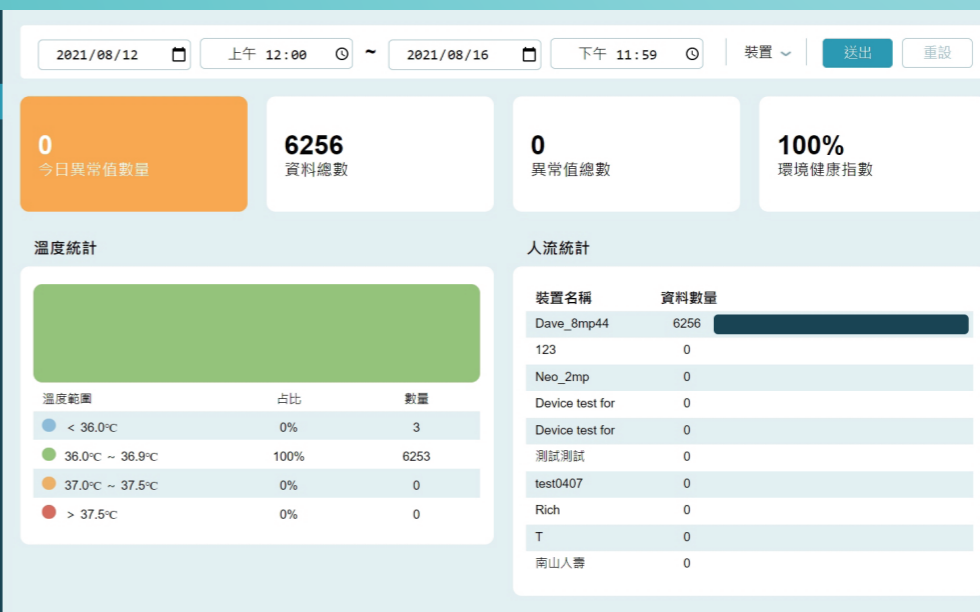 2021/08/12 上午 12:00 ~ 2021/08/16 下午 11:59 裝置 送出 重設
0
今日異常值數量
6256
資料總數
0
異常值總數
100%
環境健康指數
溫度統計
溫度範圍 占比 數量
< 36.0℃ 0% 3
36.0℃ ~ 36.9℃ 100% 6253
37.0℃ ~ 37.5℃ 0% 0
> 37.5℃ 0% 0
人流統計
裝置名稱 資料數量
Dave_8mp44 6256
123 0
Neo_2mp 0
Device test for 0
Device test for 0
測試測試 0
test0407 0
Rich 0
T 0
南山人壽 0